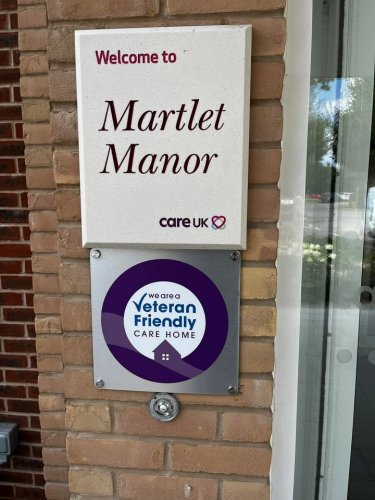 Welcome to
Martlet
Manor
care UK
we are a
Veteran
Friendly
CARE HOME